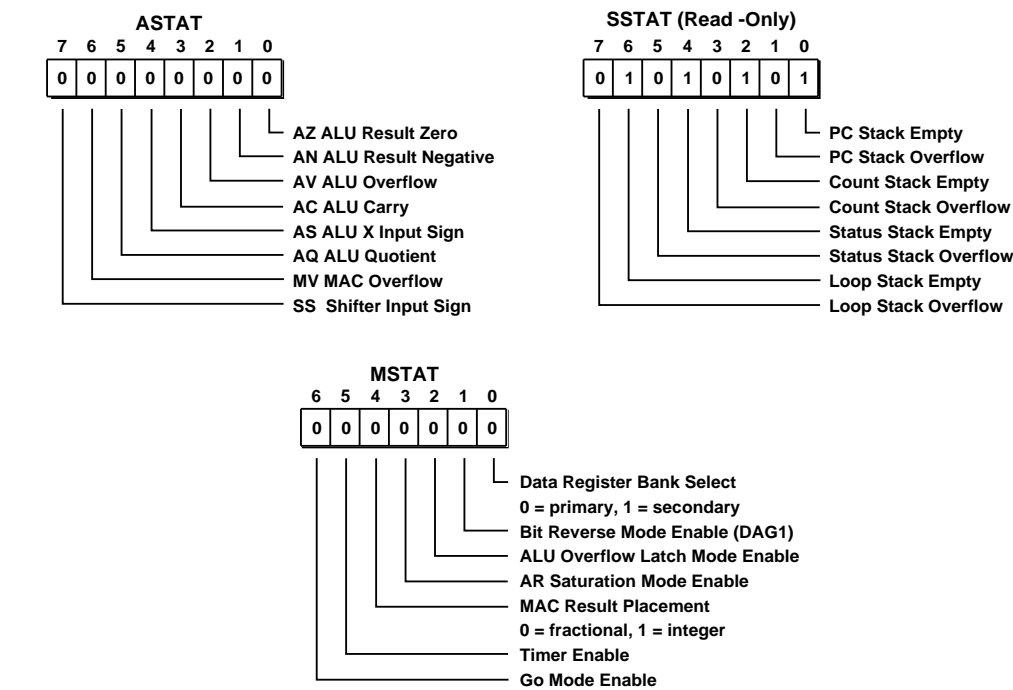 ASTAT
7 6 5 4 3 2 1 0
0 0 0 0 0 0 0 0
AZ ALU Result Zero
AN ALU Result Negative
AV ALU Overflow
AC ALU Carry
AS ALU X Input Sign
AQ ALU Quotient
MV MAC Overflow
SS Shifter Input Sign
SSTAT (Read -Only)
7 6 5 4 3 2 1 0
0 1 0 1 0 1 0 1
PC Stack Empty
PC Stack Overflow
Count Stack Empty
Count Stack Overflow
Status Stack Empty
Status Stack Overflow
Loop Stack Empty
Loop Stack Overflow
MSTAT
6 5 4 3 2 1 0
0 0 0 0 0 0 0
Data Register Bank Select
0 = primary, 1 = secondary
Bit Reverse Mode Enable (DAG1)
ALU Overflow Latch Mode Enable
AR Saturation Mode Enable
MAC Result Placement
0 = fractional, 1 = integer
Timer Enable
Go Mode Enable